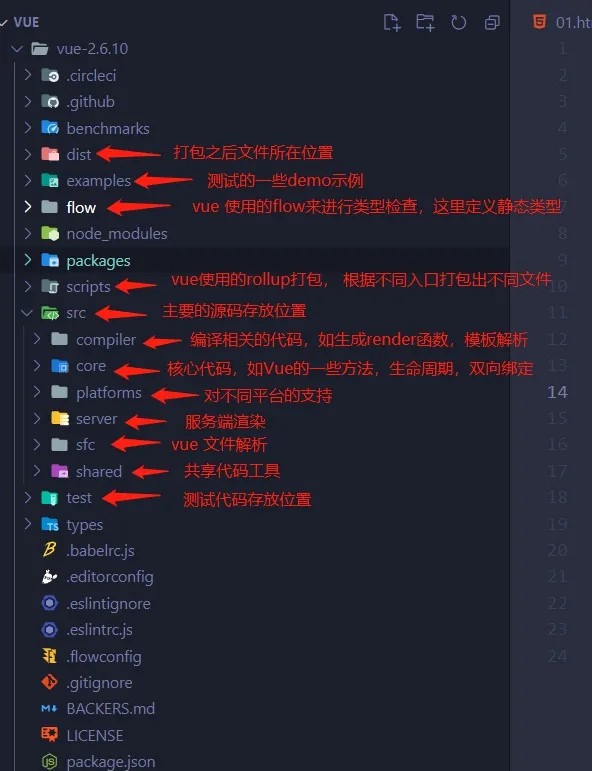 VUE
01.ht
vue-2.6.10
1
.circleci
2
.github
3
benchmarks
4
dist 打包之后文件所在位置
5
examples 测试的一些demo示例
6
flow vue 使用的flow来进行类型检查，这里定义静态类型
7
node_modules
8
packages
9
scripts vue使用的rollup打包， 根据不同入口打包出不同文件
10
src 主要的源码存放位置
11
compiler 编译相关的代码，如生成render函数，模板解析
12
core 核心代码，如Vue的一些方法，生命周期，双向绑定
13
platforms 对不同平台的支持
14
server 服务端渲染
15
sfc vue 文件解析
16
shared 共享代码工具
17
test 测试代码存放位置
18
types
19
.babelrc.js
20
.editorconfig
21
.eslintignore
22
.eslintrc.js
23
.flowconfig
24
.gitignore
BACKERS.md
LICENSE
package.json